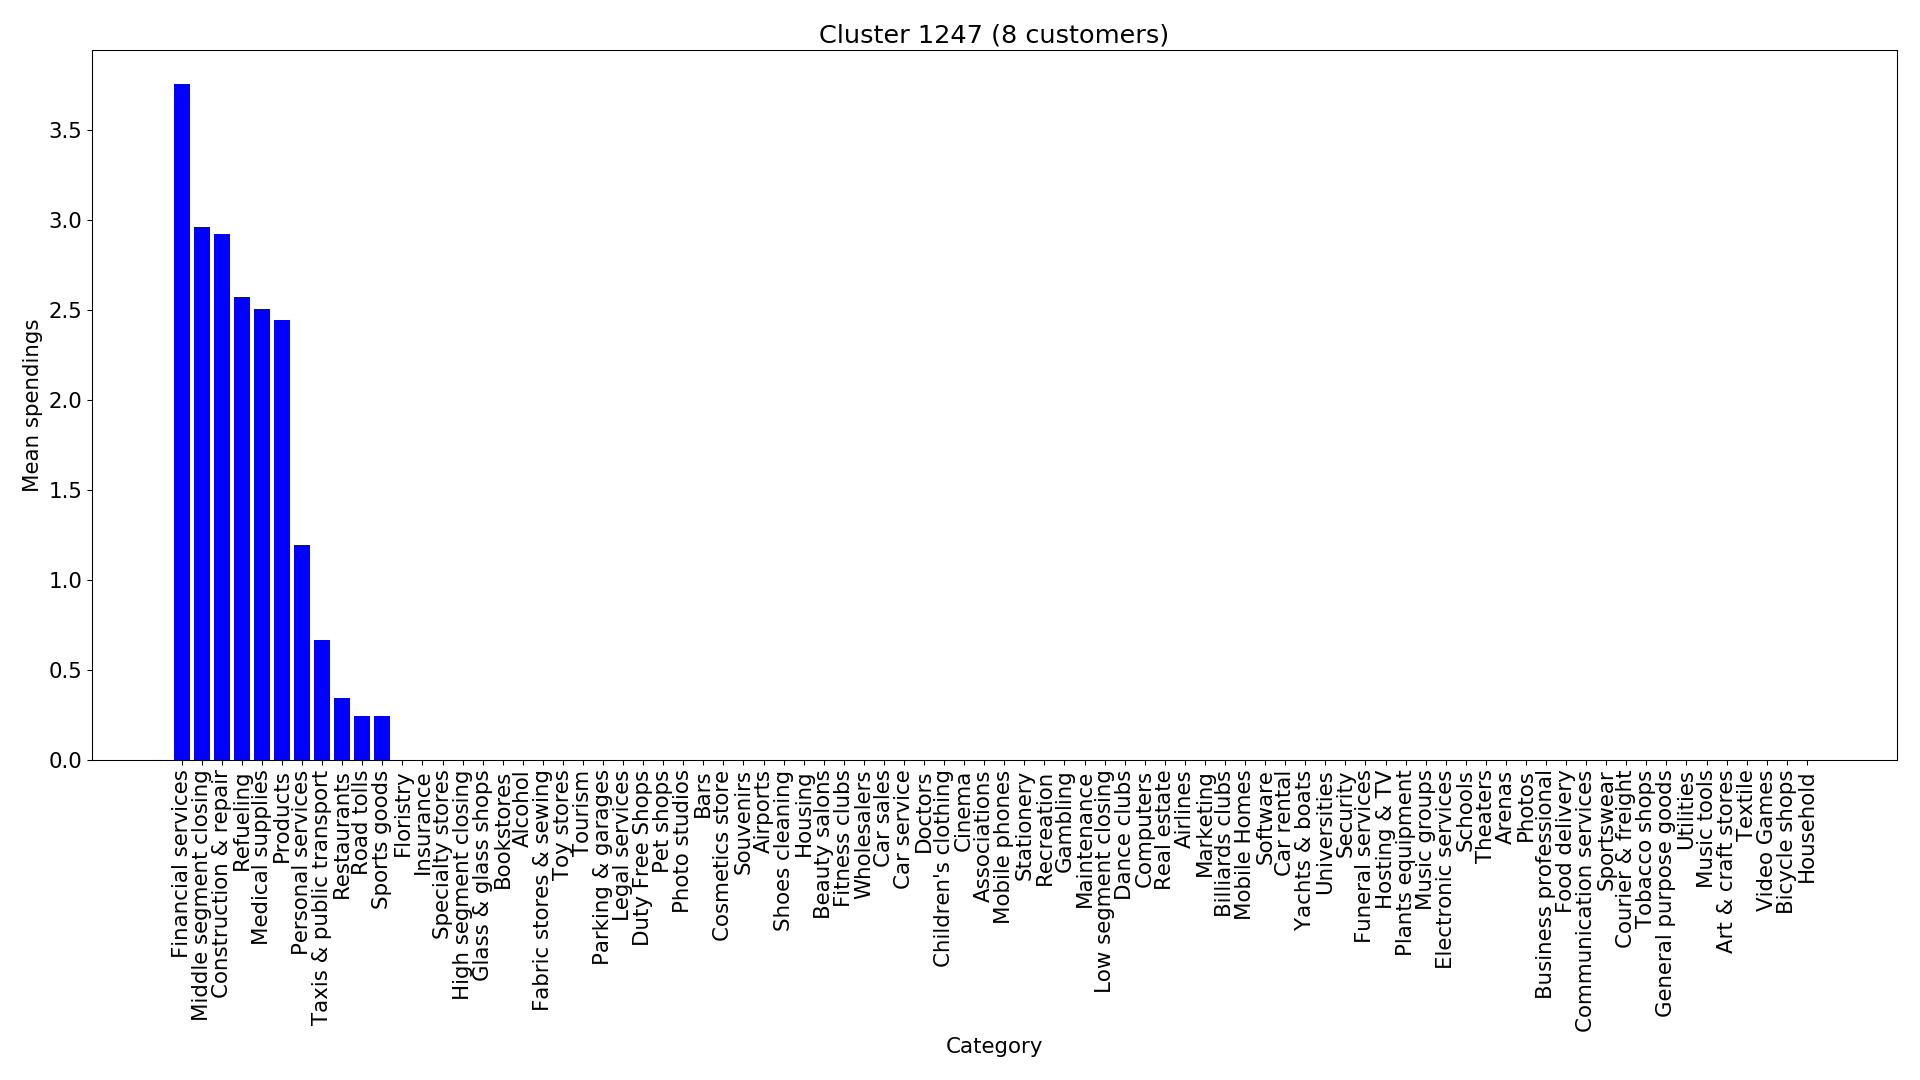 Cluster 1247 (8 customers)
Mean spendings
3.5
3.0
2.5
2.0
1.5
1.0
0.5
0.0
Financial services
Middle segment closing
Construction & repair
Refueling
Medical supplies
Products
Personal services
Taxis & public transport
Restaurants
Road tolls
Sports goods
Floristry
Insurance
Specialty stores
High segment closing
Glass & glass shops
Bookstores
Alcohol
Fabric stores & sewing
Toy stores
Tourism
Parking & garages
Legal services
Duty Free Shops
Pet shops
Photo studios
Bars
Cosmetics store
Souvenirs
Airports
Shoes cleaning
Housing
Beauty salons
Fitness clubs
Wholesalers
Car sales
Car service
Doctors
Children's clothing
Cinema
Associations
Mobile phones
Stationery
Recreation
Gambling
Maintenance
Low segment closing
Dance clubs
Computers
Real estate
Airlines
Marketing
Billiards clubs
Mobile Homes
Software
Car rental
Yachts & boats
Universities
Security
Funeral services
Hosting & TV
Plants equipment
Music groups
Electronic services
Schools
Theaters
Arenas
Photos
Business professional
Food delivery
Communication services
Sportswear
Courier & freight
Tobacco shops
General purpose goods
Utilities
Music tools
Art & craft stores
Textile
Video Games
Bicycle shops
Household
Category